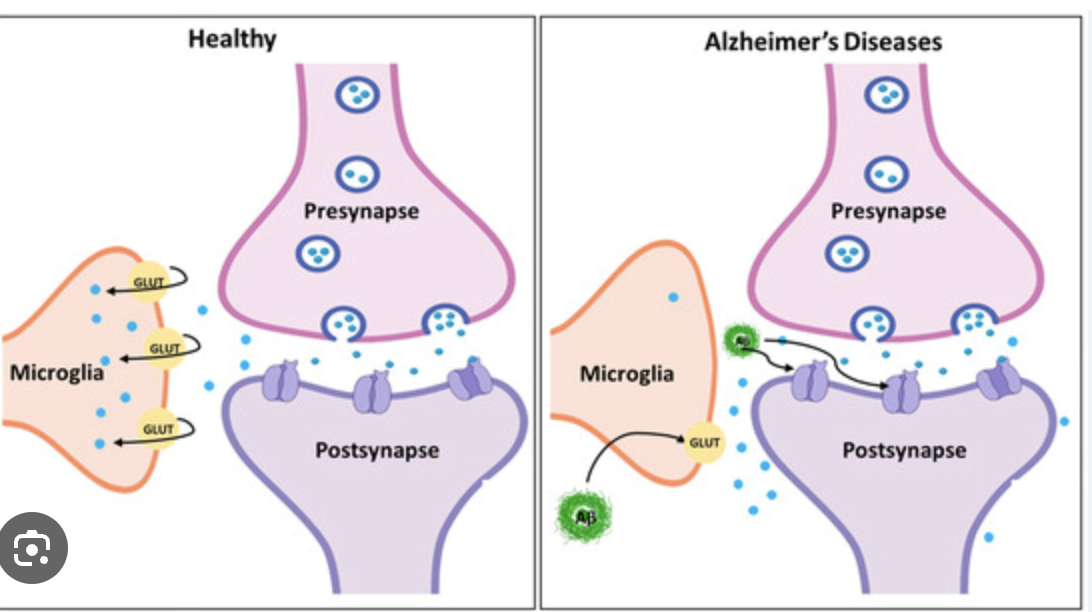 Healthy
Presynapse
GLUT
GLUT
Microglia
GLUT
Postsynapse
Alzheimer's Diseases
Presynapse
Aβ
Microglia
GLUT
Postsynapse
Aβ